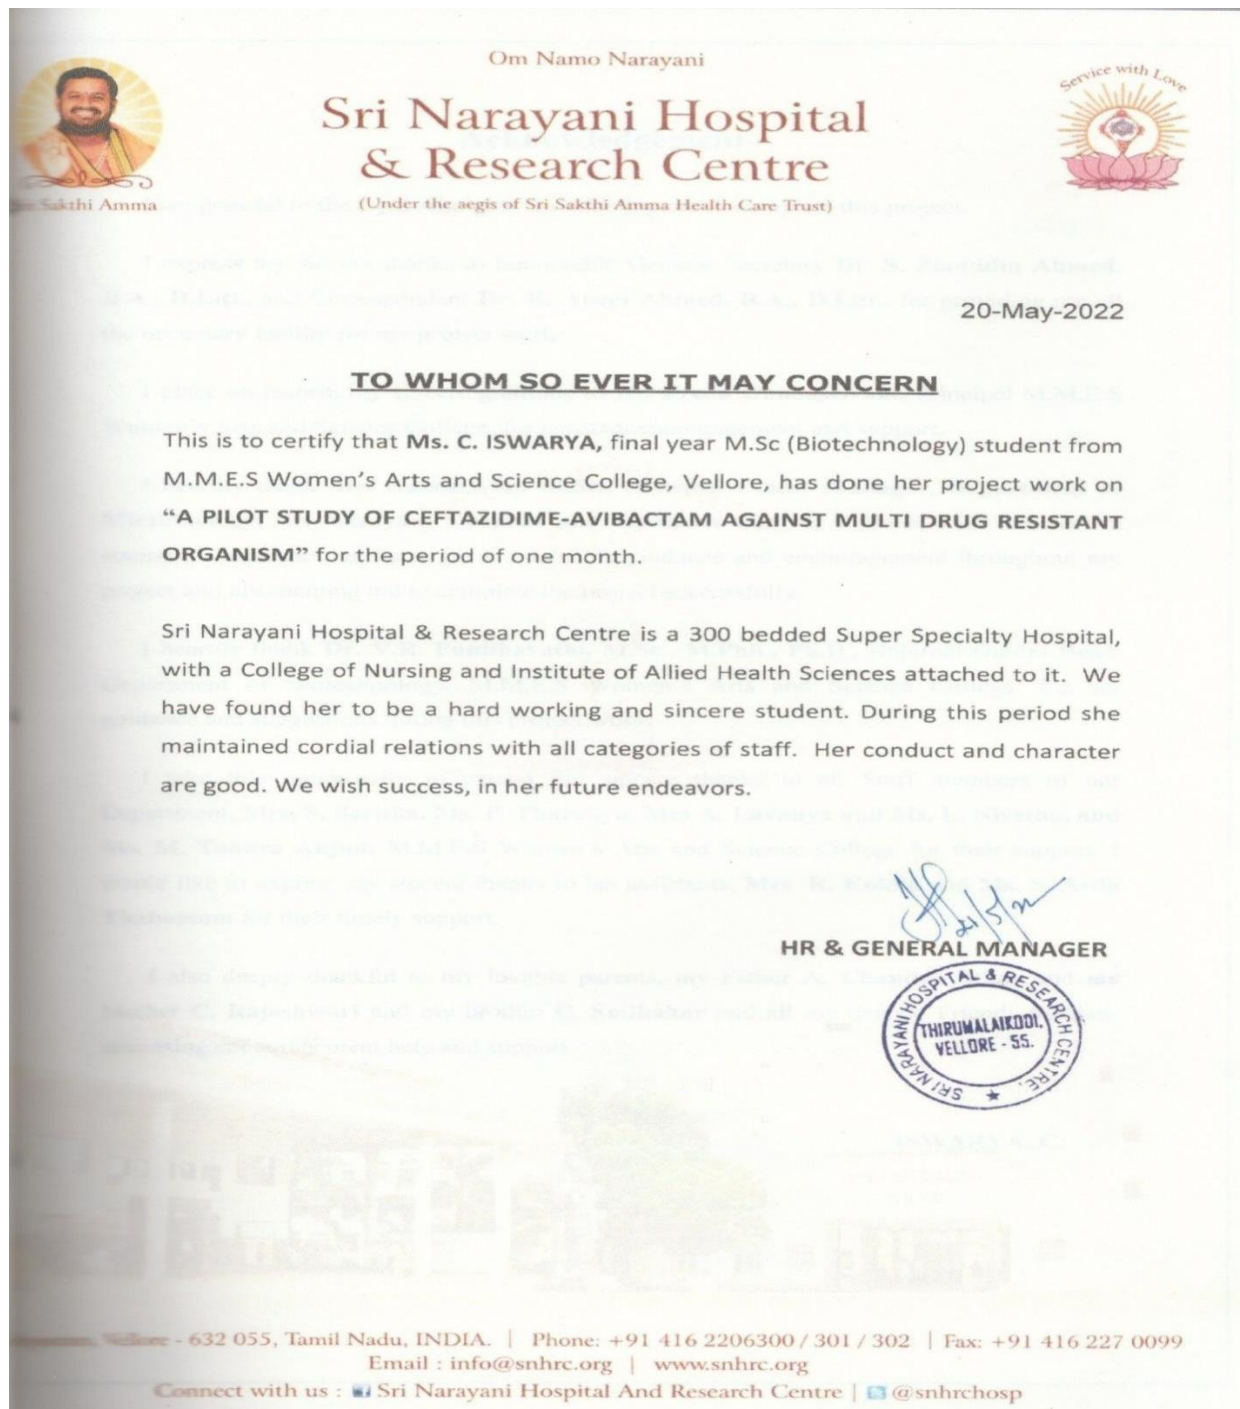 Om Namo Narayani
Service with Love
Sri Narayani Hospital
& Research Centre
Sakthi Amma
(Under the aegis of Sri Sakthi Amma Health Care Trust)
20-May-2022
TO WHOM SO EVER IT MAY CONCERN
This is to certify that Ms. C. ISWARYA, final year M.Sc (Biotechnology) student from
M.M.E.S Women’s Arts and Science College, Vellore, has done her project work on
“A PILOT STUDY OF CEFTAZIDIME-AVIBACTAM AGAINST MULTI DRUG RESISTANT
ORGANISM” for the period of one month.
Sri Narayani Hospital & Research Centre is a 300 bedded Super Specialty Hospital,
with a College of Nursing and Institute of Allied Health Sciences attached to it. We
have found her to be a hard working and sincere student. During this period she
maintained cordial relations with all categories of staff. Her conduct and character
are good. We wish success, in her future endeavors.
HR & GENERAL MANAGER
SRI NARAYANI HOSPITAL & RESEARCH CENTRE.
THIRUMALAIKODI,
VELLORE - 55.
Vellore - 632 055, Tamil Nadu, INDIA. | Phone: +91 416 2206300 / 301 / 302 | Fax: +91 416 227 0099
Email : info@snhrc.org | www.snhrc.org
Connect with us : Sri Narayani Hospital And Research Centre | @snhrchosp